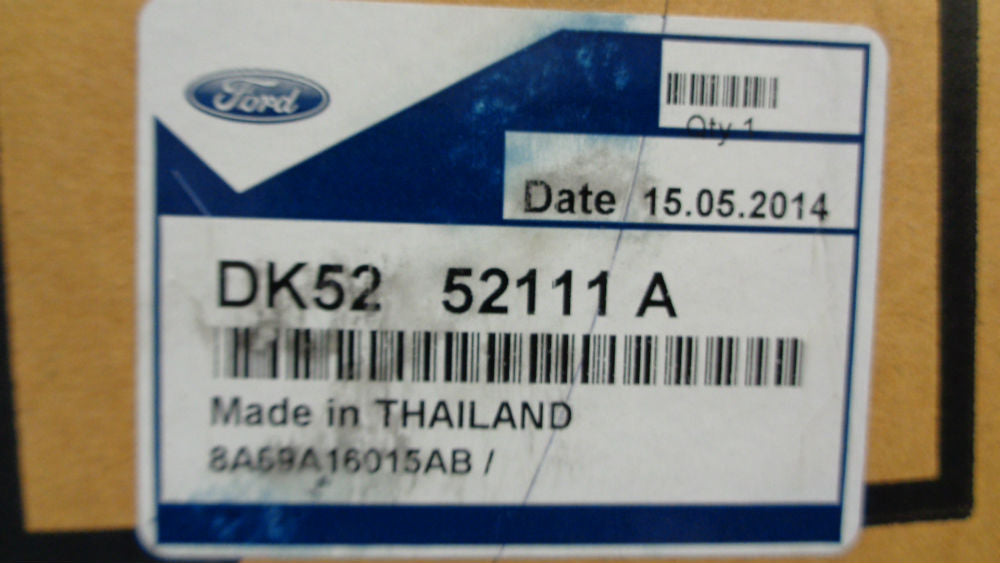 Ford
Qty 1
Date 15.05.2014
DK52 52111 A
Made in THAILAND
8A69A16015AB /